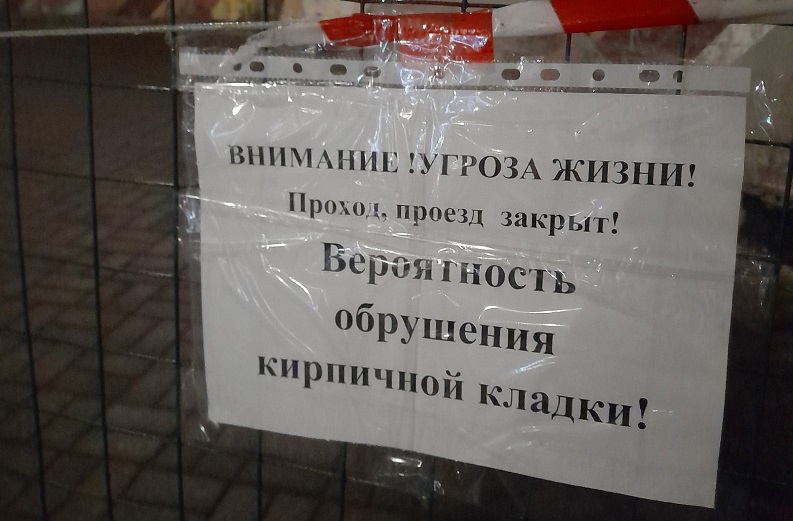 ВНИМАНИЕ !УГРОЗА ЖИЗНИ!
Проход, проезд закрыт!
Вероятность
обрушения
кирпичной кладки!